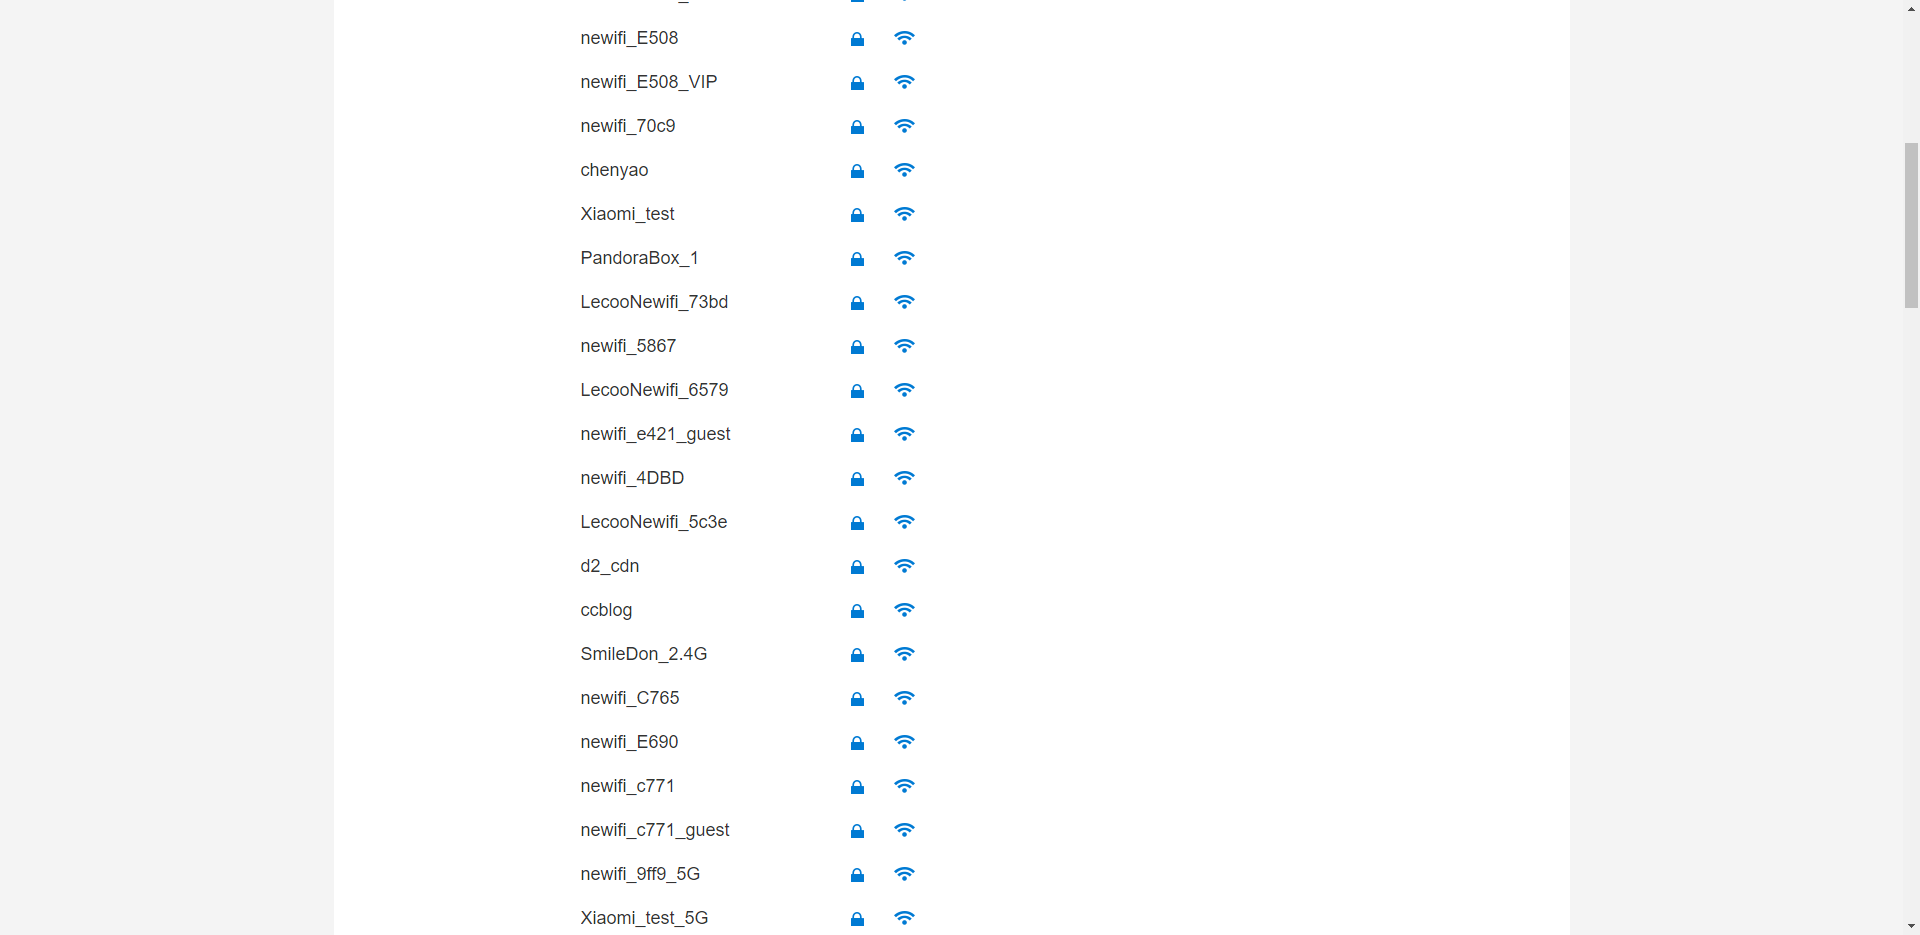 newifi_E508
newifi_E508_VIP
newifi_70c9
chenyao
Xiaomi_test
PandoraBox_1
LecooNewifi_73bd
newifi_5867
LecooNewifi_6579
newifi_e421_guest
newifi_4DBD
LecooNewifi_5c3e
d2_cdn
ccblog
SmileDon_2.4G
newifi_C765
newifi_E690
newifi_c771
newifi_c771_guest
newifi_9ff9_5G
Xiaomi_test_5G